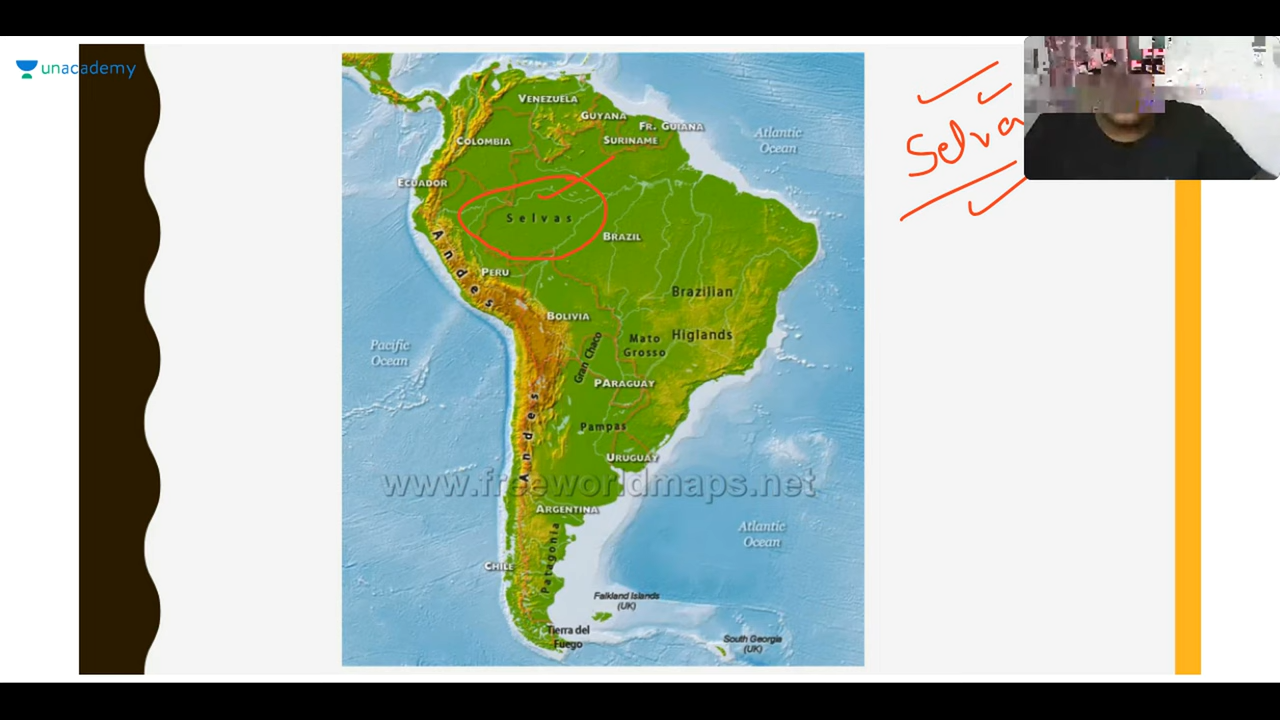 unacademy
VENEZUELA
GUYANA
FR. GUIANA
SURINAME
COLOMBIA
Atlantic
Ocean
Selva
ECUADOR
Selvas
BRAZIL
Andes
PERU
Brazilian
Higlands
BOLIVIA
Mato
Grosso
Gran Chaco
Pacific
Ocean
PARAGUAY
Andes
Pampas
URUGUAY
www.freeworldmaps.net
ARGENTINA
Atlantic
Ocean
Patagonia
CHILE
Falkland Islands
(UK)
Tierra del
Fuego
South Georgia
(UK)